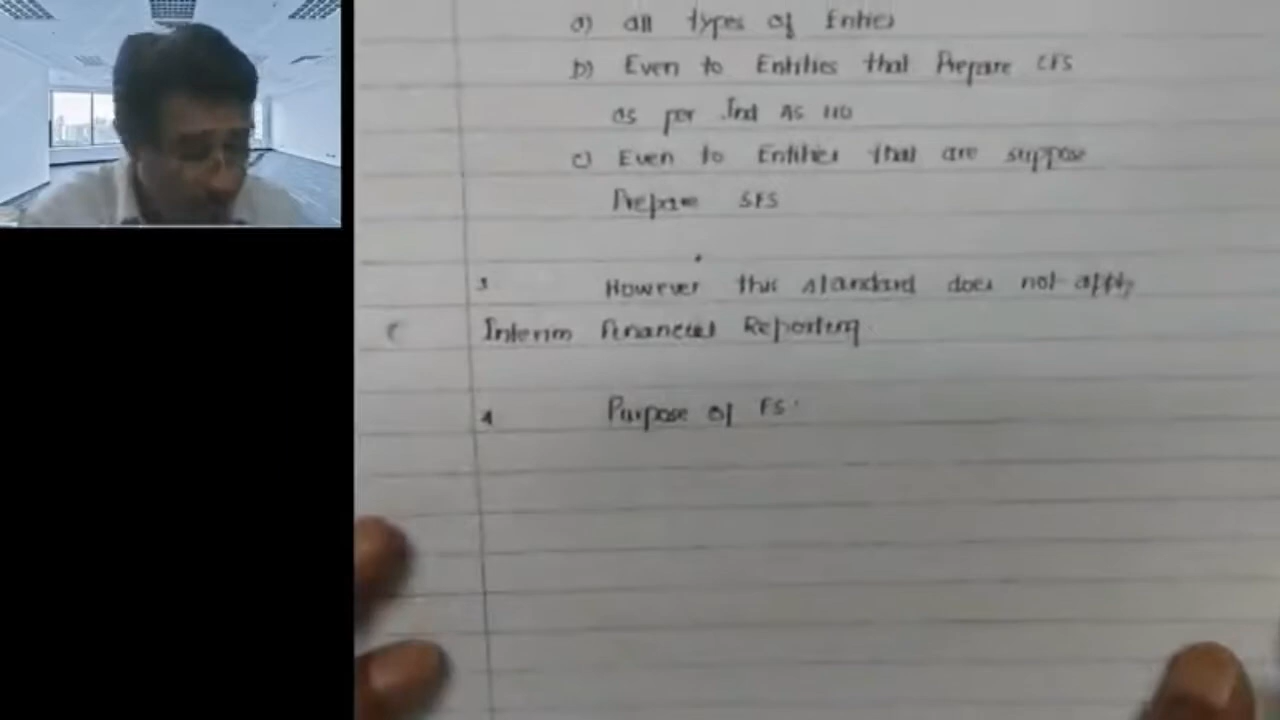 a) all types of Entities
b) Even to Entities that Prepare CFS
as per Ind AS 110
c) Even to Entities that are suppose
Prepare SFS
3 However this standard does not apply
Interim Financial Reporting.
4 Purpose of FS.